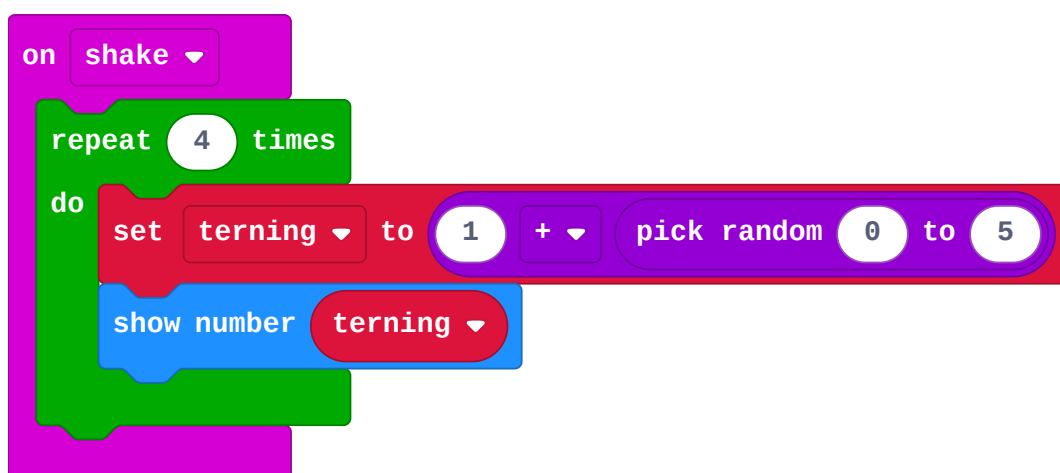 on shake
repeat 4 times
do
set terning to 1 + pick random 0 to 5
show number terning